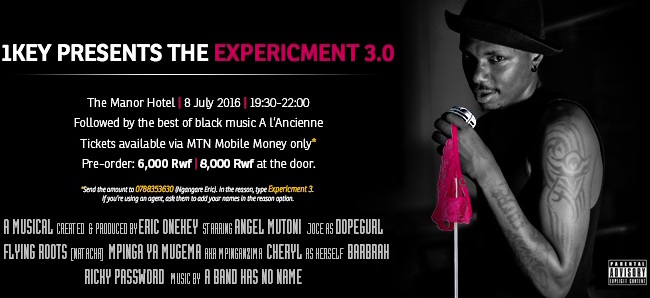 1KEY PRESENTS THE EXPERICMENT 3.0
The Manor Hotel | 8 July 2016 | 19:30-22:00
Followed by the best of black music A l'Ancienne
Tickets available via MTN Mobile Money only*
Pre-order: 6,000 Rwf | 8,000 Rwf at the door.
*Send the amount to 0788353630 (Ngangare Eric). In the reason, type Expericment 3.
If you're using an agent, ask them to add your names in the reason option.
A MUSICAL CREATED & PRODUCED BY ERIC ONEKEY STARRING ANGEL MUTONI JOCE AS DOPEGURL
FLYING ROOTS (NATACHA) MPINGA YA MUGEMA AKA MPINGANZIMA CHERYL AS HERSELF BARBRAH
RICKY PASSWORD MUSIC BY A BAND HAS NO NAME
PARENTAL
ADVISORY
EXPLICIT CONTENT